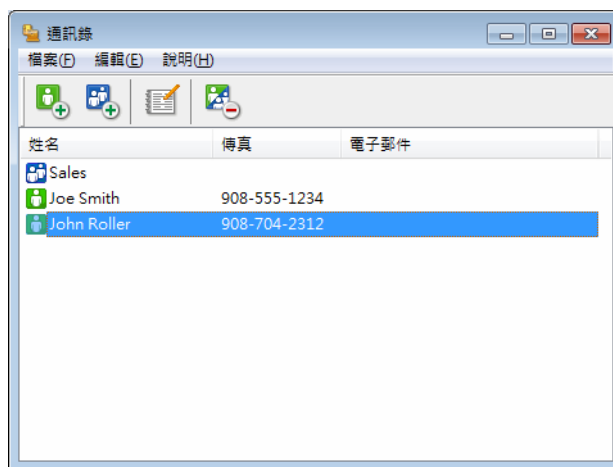 通訊錄
檔案(F) 編輯(E) 說明(H)
姓名 傳真 電子郵件
Sales
Joe Smith 908-555-1234
John Roller 908-704-2312